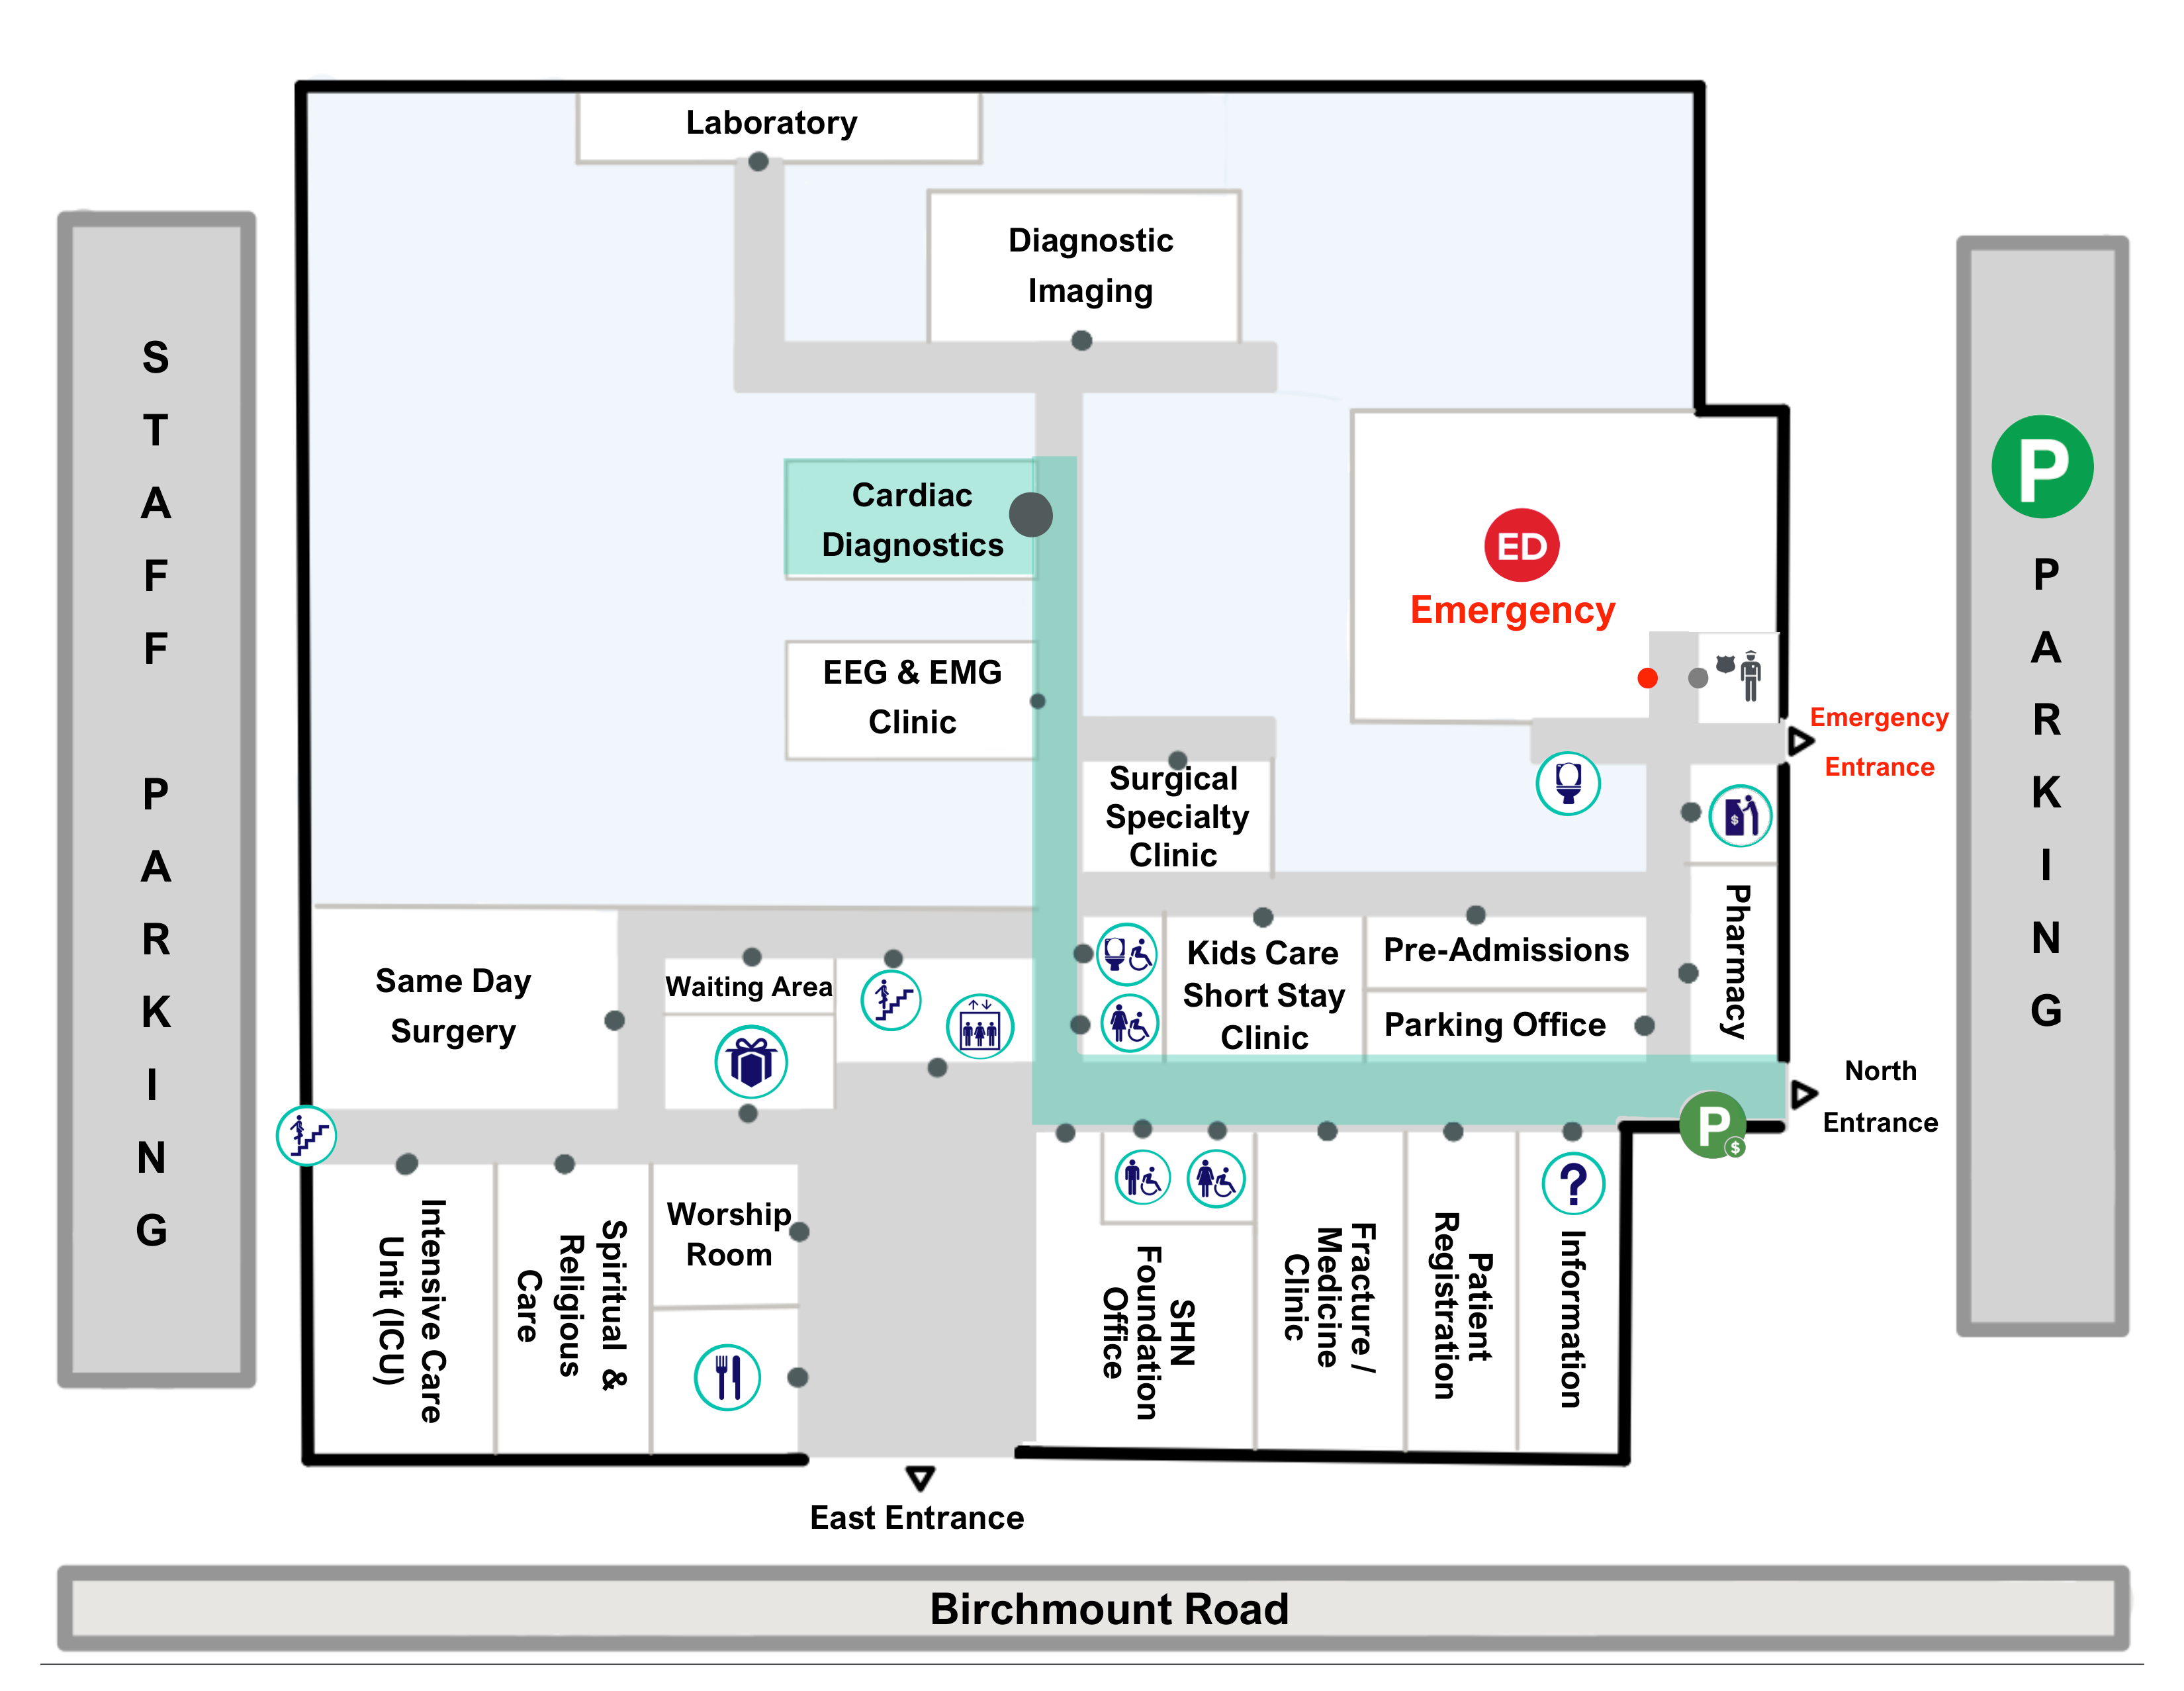 Laboratory
Diagnostic
Imaging
STAFF PARKING
P
PARKING
Cardiac
Diagnostics
ED
Emergency
EEG & EMG
Clinic
Emergency
Entrance
Surgical
Specialty
Clinic
$
Pharmacy
Same Day
Surgery
Waiting Area
Kids Care
Short Stay
Clinic
Pre-Admissions
Parking Office
North
Entrance
P
$
?
Intensive Care
Unit (ICU)
Spiritual &
Religious
Care
Worship
Room
SHN
Foundation
Office
Fracture /
Medicine
Clinic
Patient
Registration
Information
East Entrance
Birchmount Road